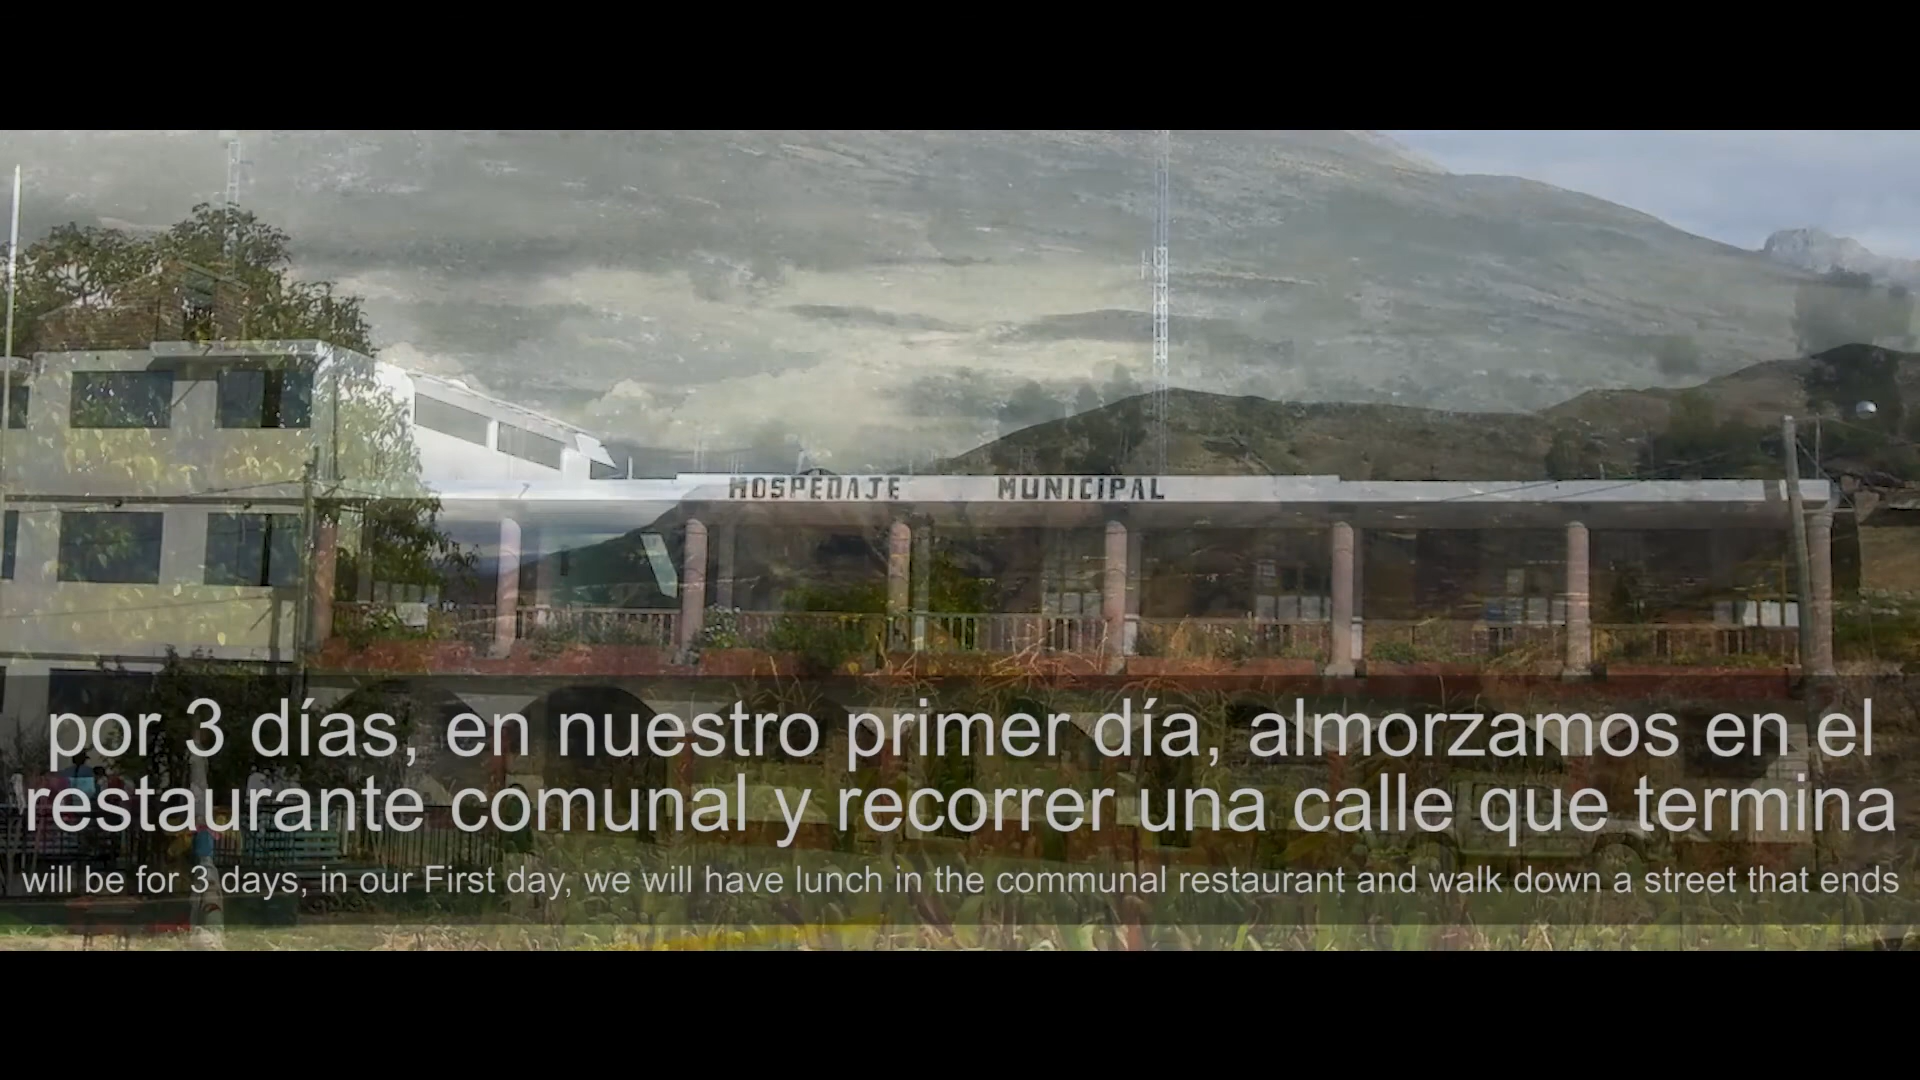 HOSPEDAJE MUNICIPAL
por 3 días, en nuestro primer día, almorzamos en el
restaurante comunal y recorrer una calle que termina
will be for 3 days, in our First day, we will have lunch in the communal restaurant and walk down a street that ends